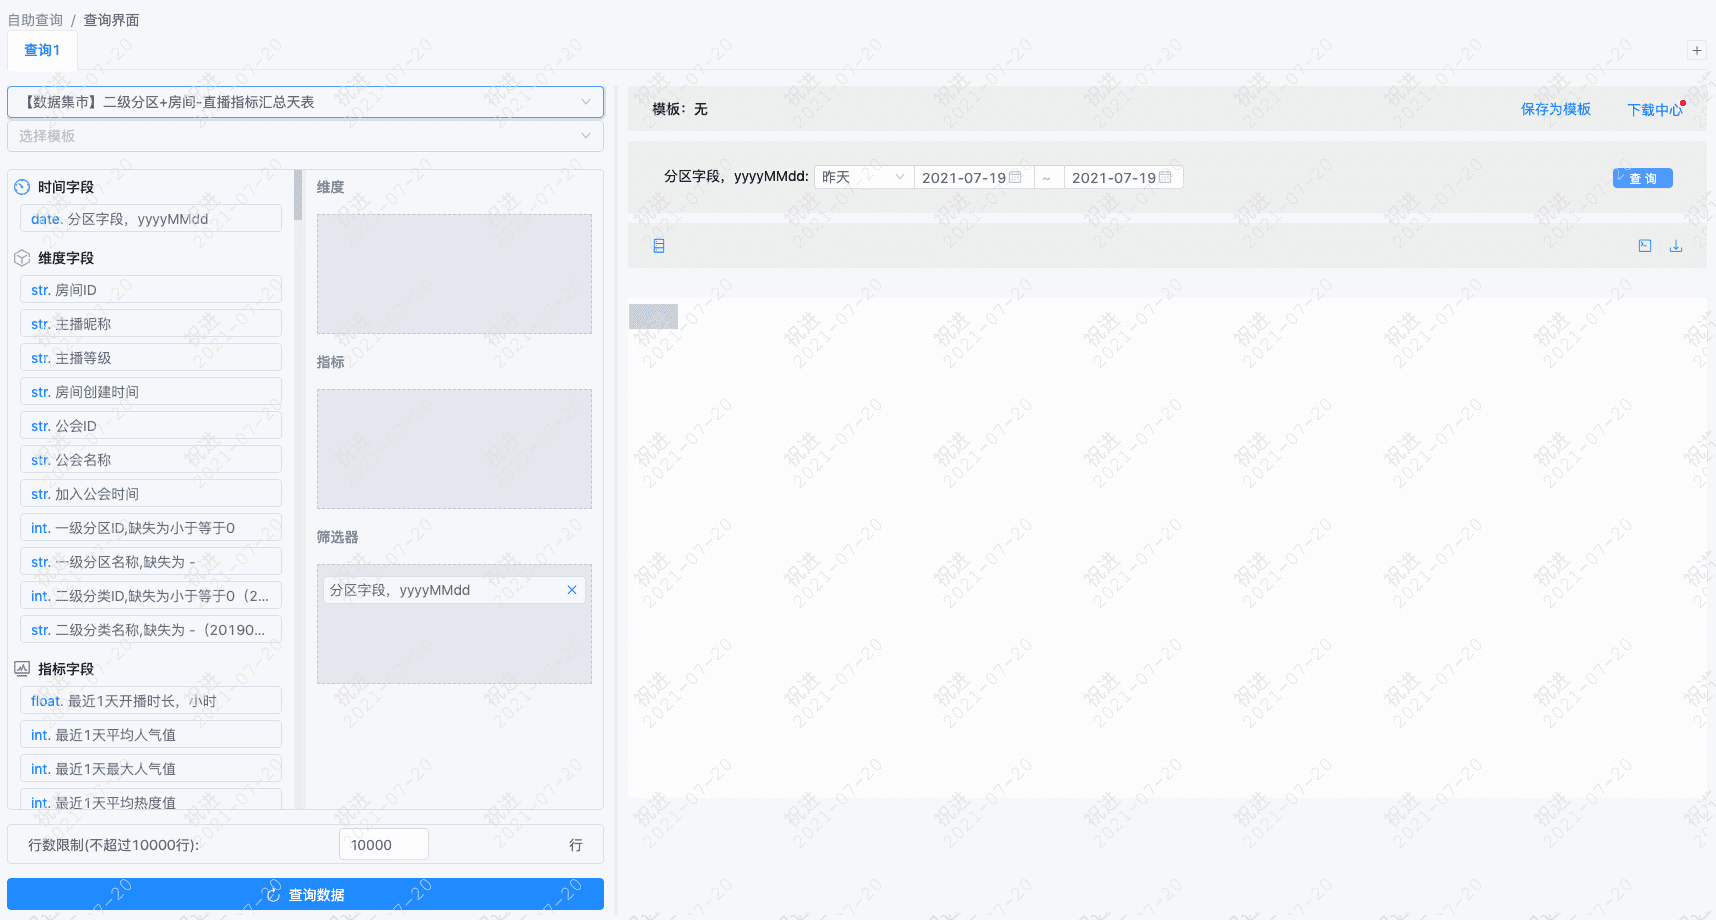 自助查询 / 查询界面
查询1
【数据集市】二级分区+房间-直播指标汇总天表
选择模板
时间字段
date. 分区字段，yyyyMMdd
维度字段
str. 房间ID
str. 主播昵称
str. 主播等级
str. 房间创建时间
str. 公会ID
str. 公会名称
str. 加入公会时间
int. 一级分区ID,缺失为小于等于0
str. 一级分区名称,缺失为 -
int. 二级分类ID,缺失为小于等于0（2...
str. 二级分类名称,缺失为 -（20190...
指标字段
float. 最近1天开播时长，小时
int. 最近1天平均人气值
int. 最近1天最大人气值
int. 最近1天平均热度值
维度
指标
筛选器
分区字段，yyyyMMdd
行数限制(不超过10000行): 10000 行
查询数据
模板：无
保存为模板
下载中心
分区字段，yyyyMMdd: 昨天 2021-07-19 ~ 2021-07-19
查 询
祝进
2021-07-20